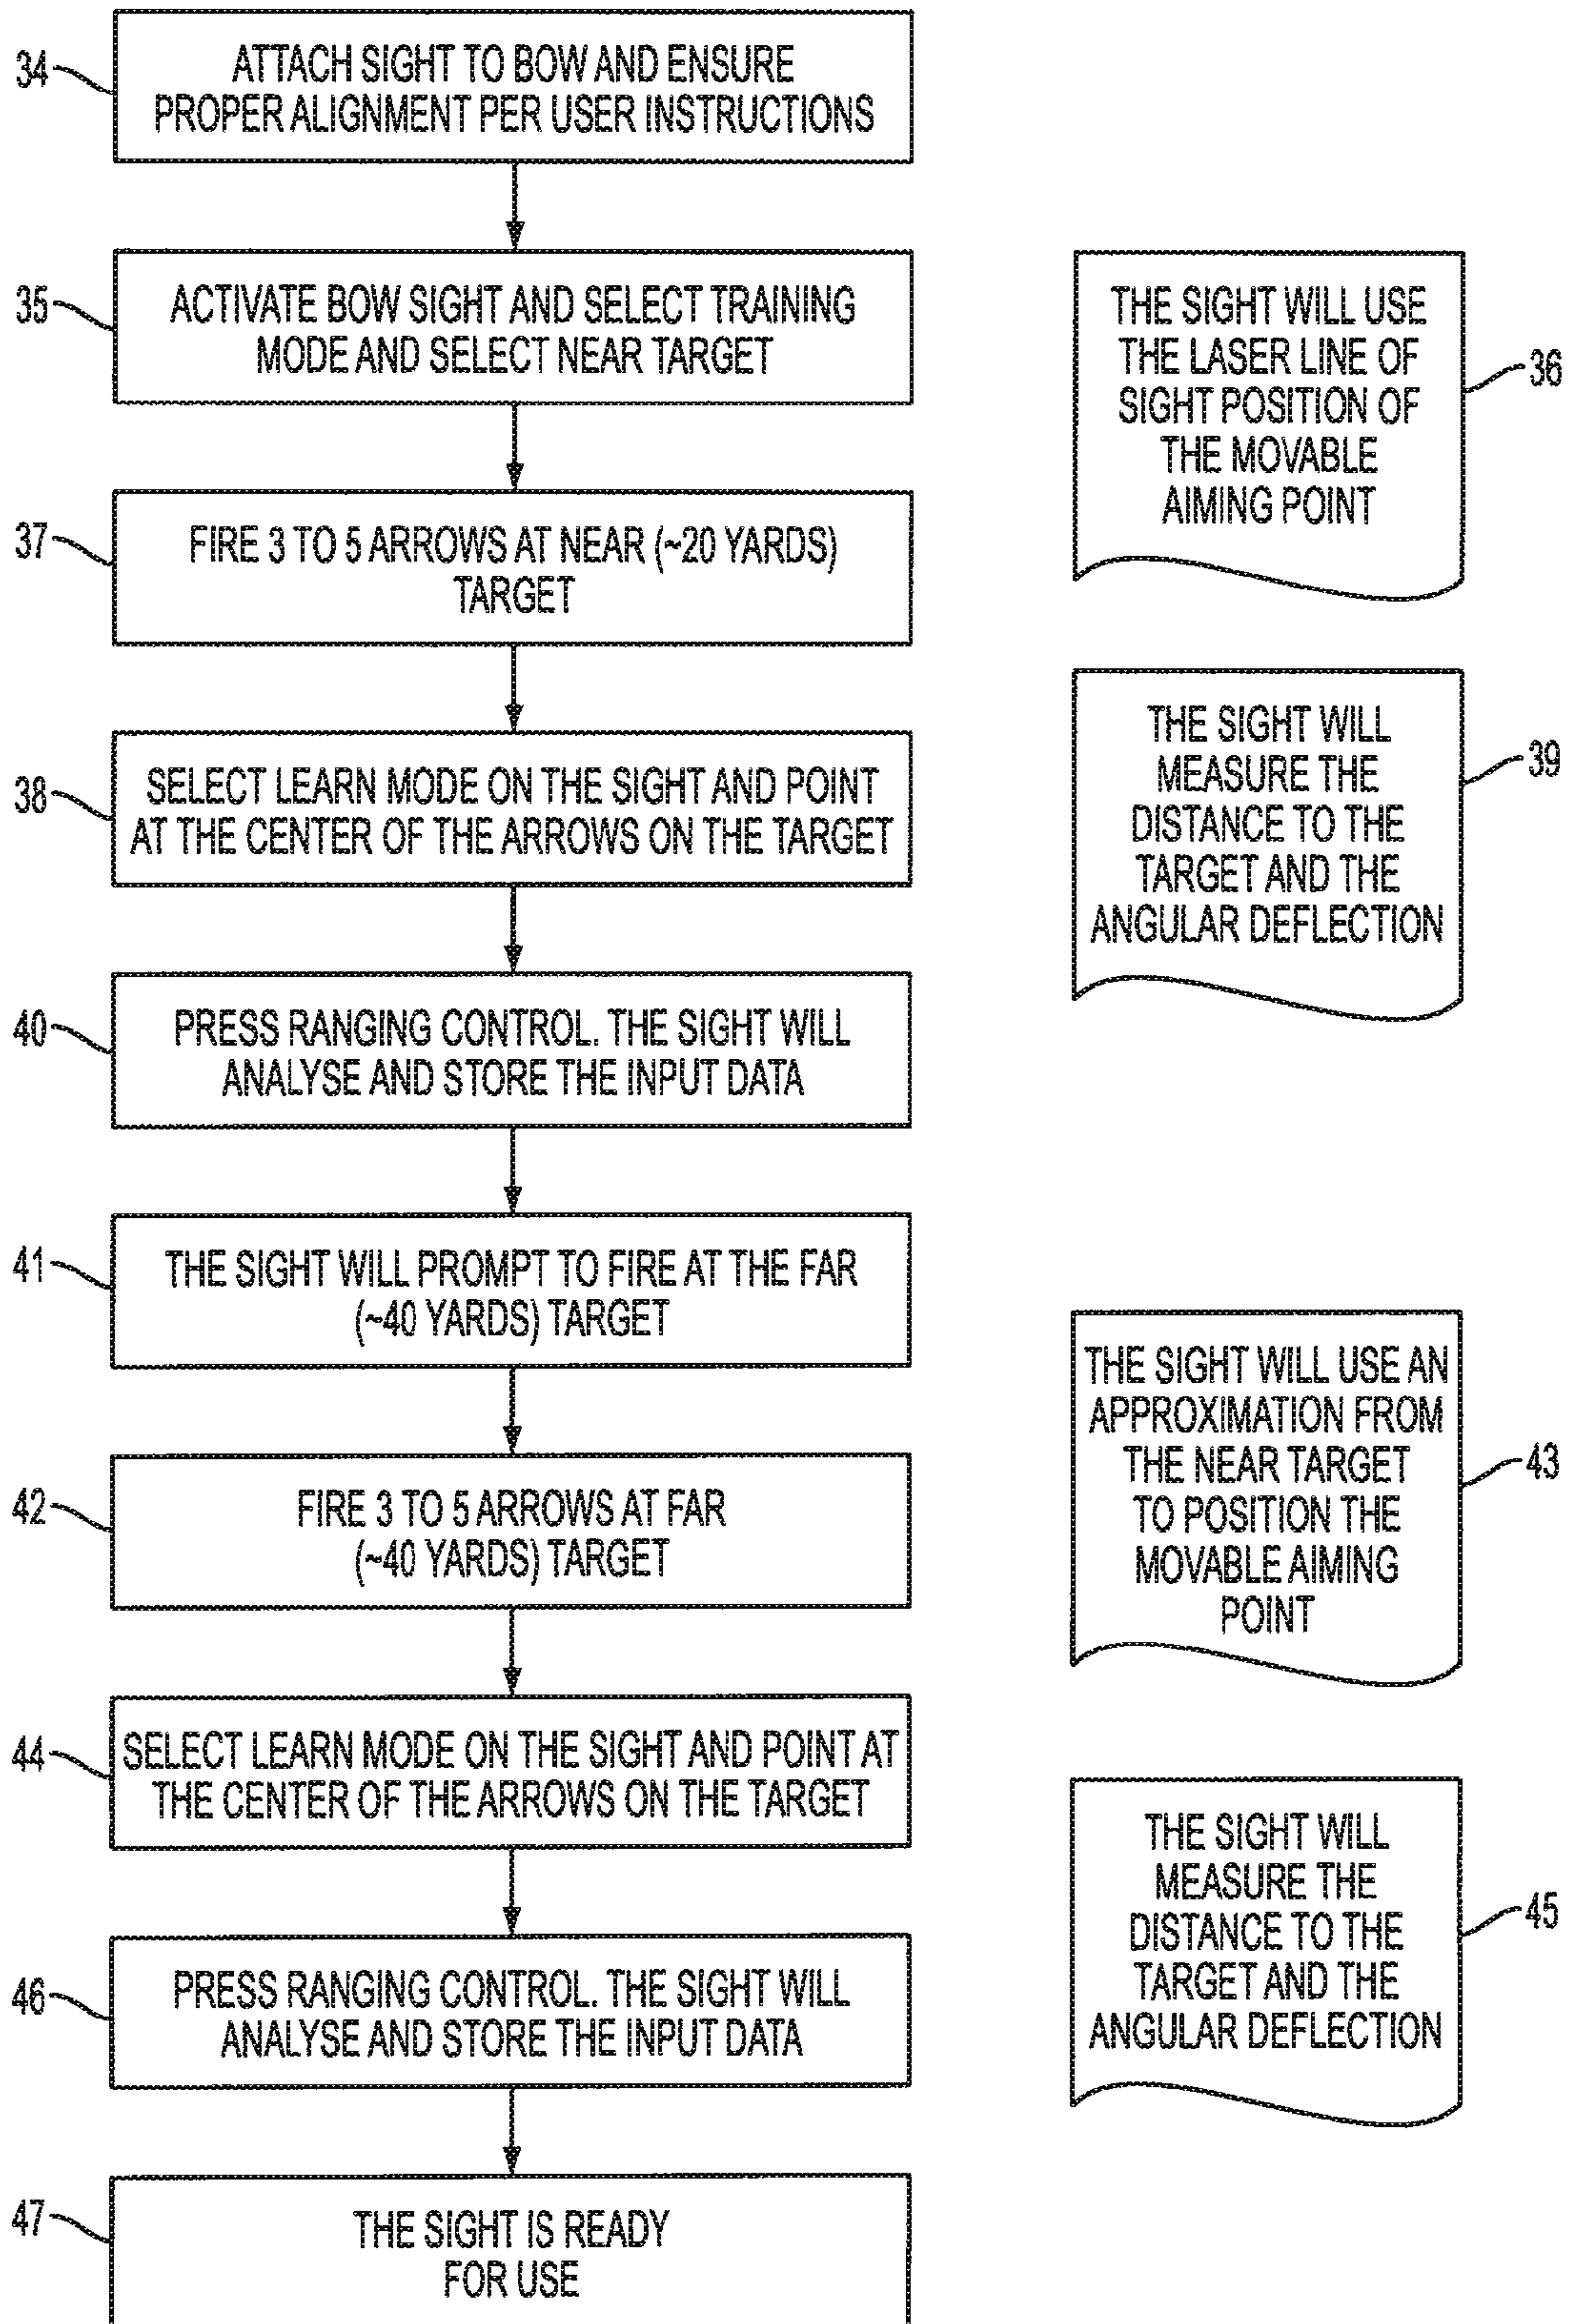 34
ATTACH SIGHT TO BOW AND ENSURE
PROPER ALIGNMENT PER USER INSTRUCTIONS
35
ACTIVATE BOW SIGHT AND SELECT TRAINING
MODE AND SELECT NEAR TARGET
THE SIGHT WILL USE
THE LASER LINE OF
SIGHT POSITION OF
THE MOVABLE
AIMING POINT
36
37
FIRE 3 TO 5 ARROWS AT NEAR (~20 YARDS)
TARGET
38
SELECT LEARN MODE ON THE SIGHT AND POINT
AT THE CENTER OF THE ARROWS ON THE TARGET
THE SIGHT WILL
MEASURE THE
DISTANCE TO THE
TARGET AND THE
ANGULAR DEFLECTION
39
40
PRESS RANGING CONTROL. THE SIGHT WILL
ANALYSE AND STORE THE INPUT DATA
41
THE SIGHT WILL PROMPT TO FIRE AT THE FAR
(~40 YARDS) TARGET
42
FIRE 3 TO 5 ARROWS AT FAR
(~40 YARDS) TARGET
THE SIGHT WILL USE AN
APPROXIMATION FROM
THE NEAR TARGET
TO POSITION THE
MOVABLE AIMING
POINT
43
44
SELECT LEARN MODE ON THE SIGHT AND POINT AT
THE CENTER OF THE ARROWS ON THE TARGET
THE SIGHT WILL
MEASURE THE
DISTANCE TO THE
TARGET AND THE
ANGULAR DEFLECTION
45
46
PRESS RANGING CONTROL. THE SIGHT WILL
ANALYSE AND STORE THE INPUT DATA
47
THE SIGHT IS READY
FOR USE